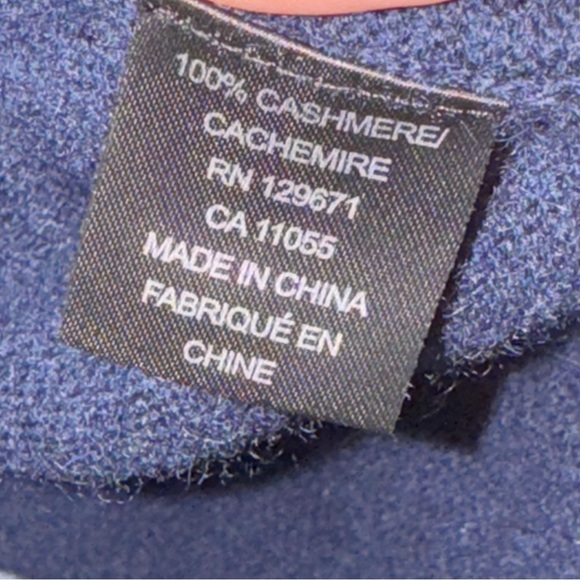 100% CASHMERE/
CACHEMIRE
RN 129671
CA 11055
MADE IN CHINA
FABRIQUÉ EN
CHINE